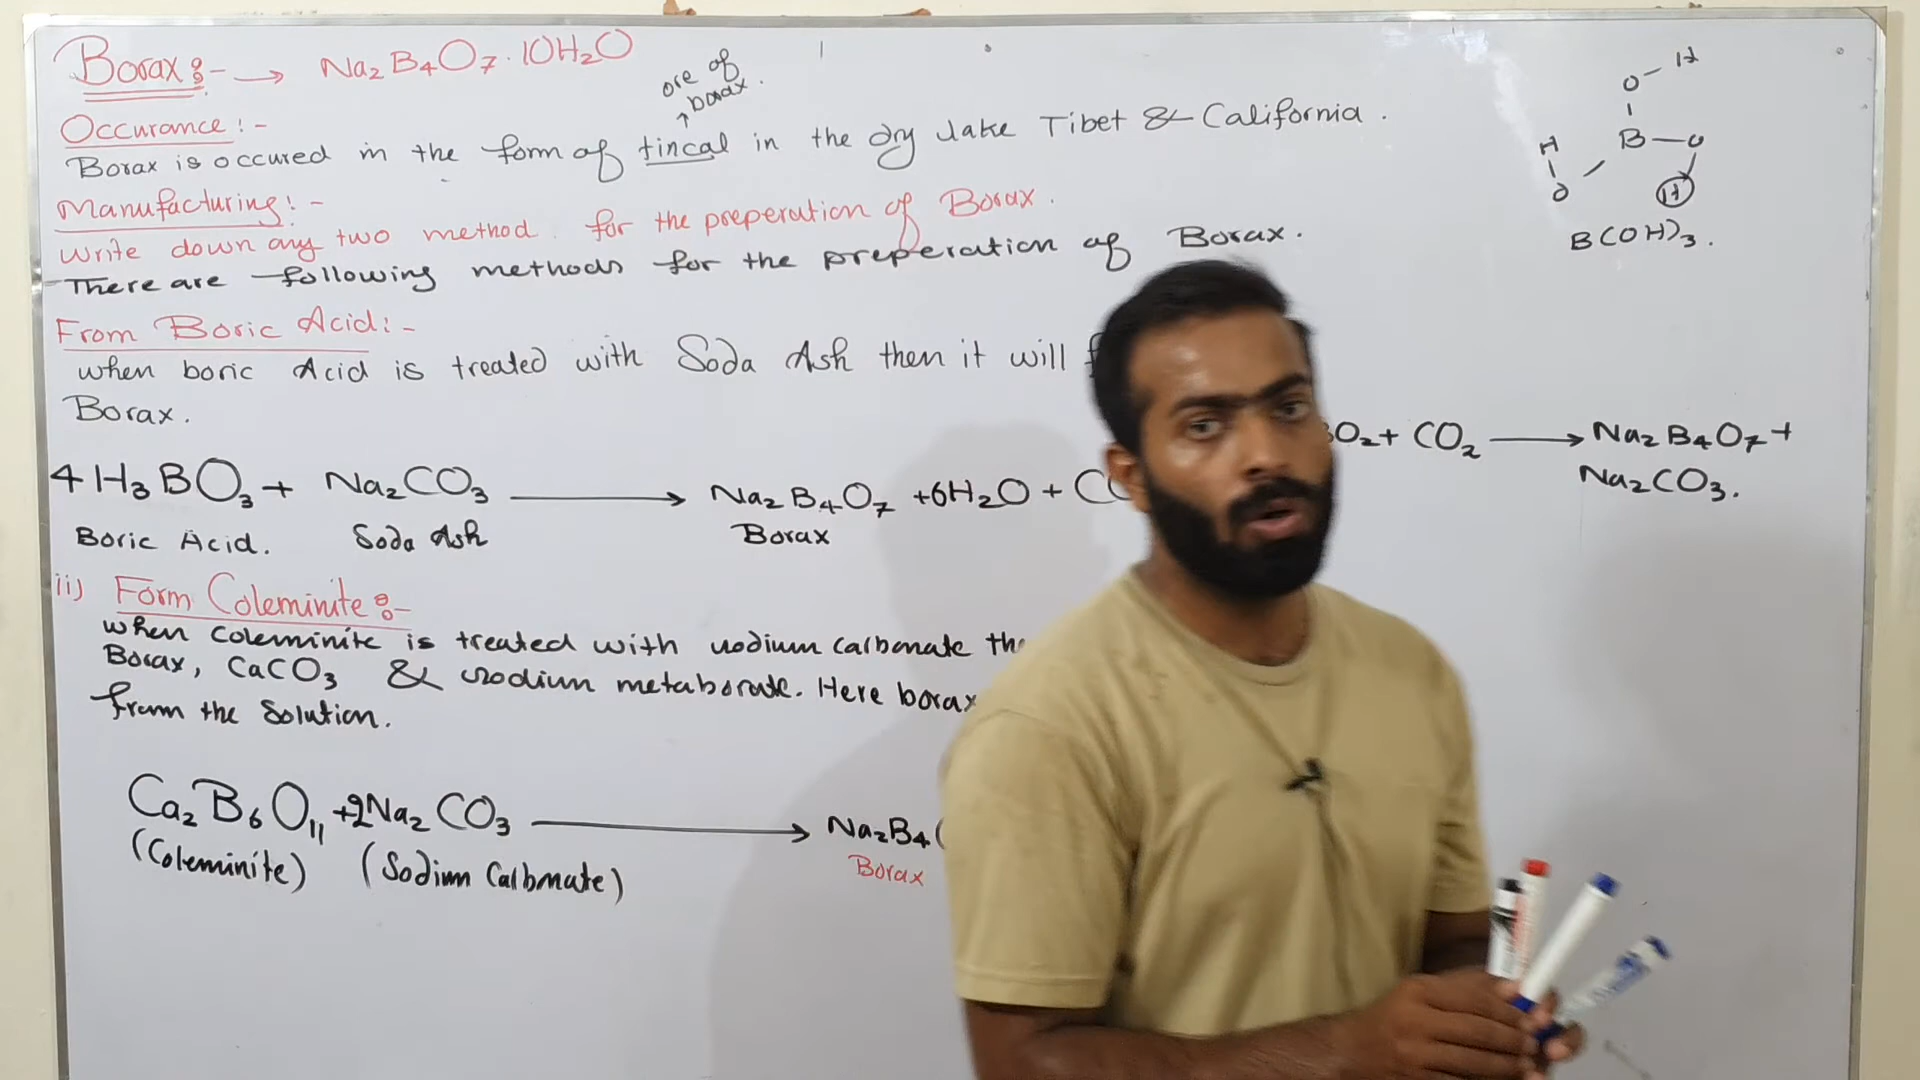 Borax :- → Na2B4O7.10H2O
ore of
borax.
Occurance :-
Borax is occured in the form of tincal in the dry lake Tibet & California.
Manufacturing :-
Write down any two method. for the preperation of Borax.
There are following methods for the preperation of Borax.
From Boric Acid :-
when boric Acid is treated with Soda Ash then it will
Borax.
4H3BO3 + Na2CO3 → Na2B4O7 + 6H2O +
Boric Acid. Soda Ash Borax
ii) Form Coleminite :-
when coleminite is treated with sodium carbonate
Borax, CaCO3 & sodium metaborate. Here borax
from the Solution.
Ca2B6O11 + 2Na2CO3 → Na2B4
(Coleminite) (Sodium Carbonate) Borax
O2 + CO2 → Na2B4O7 +
Na2CO3.
O - H
H B - O
O H
B(OH)3.